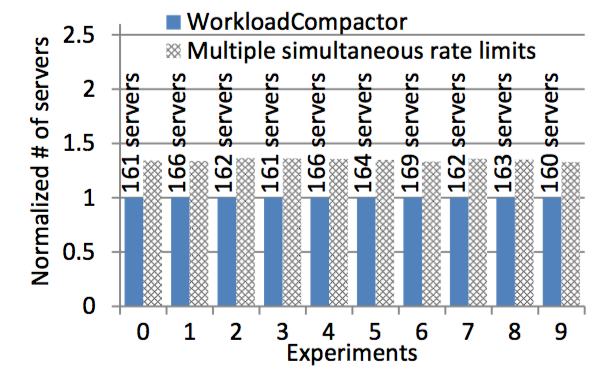 WorkloadCompactor
Multiple simultaneous rate limits
Normalized # of servers
2.5
2
1.5
1
0.5
0
161 servers
166 servers
162 servers
161 servers
166 servers
164 servers
169 servers
162 servers
163 servers
160 servers
0 1 2 3 4 5 6 7 8 9
Experiments